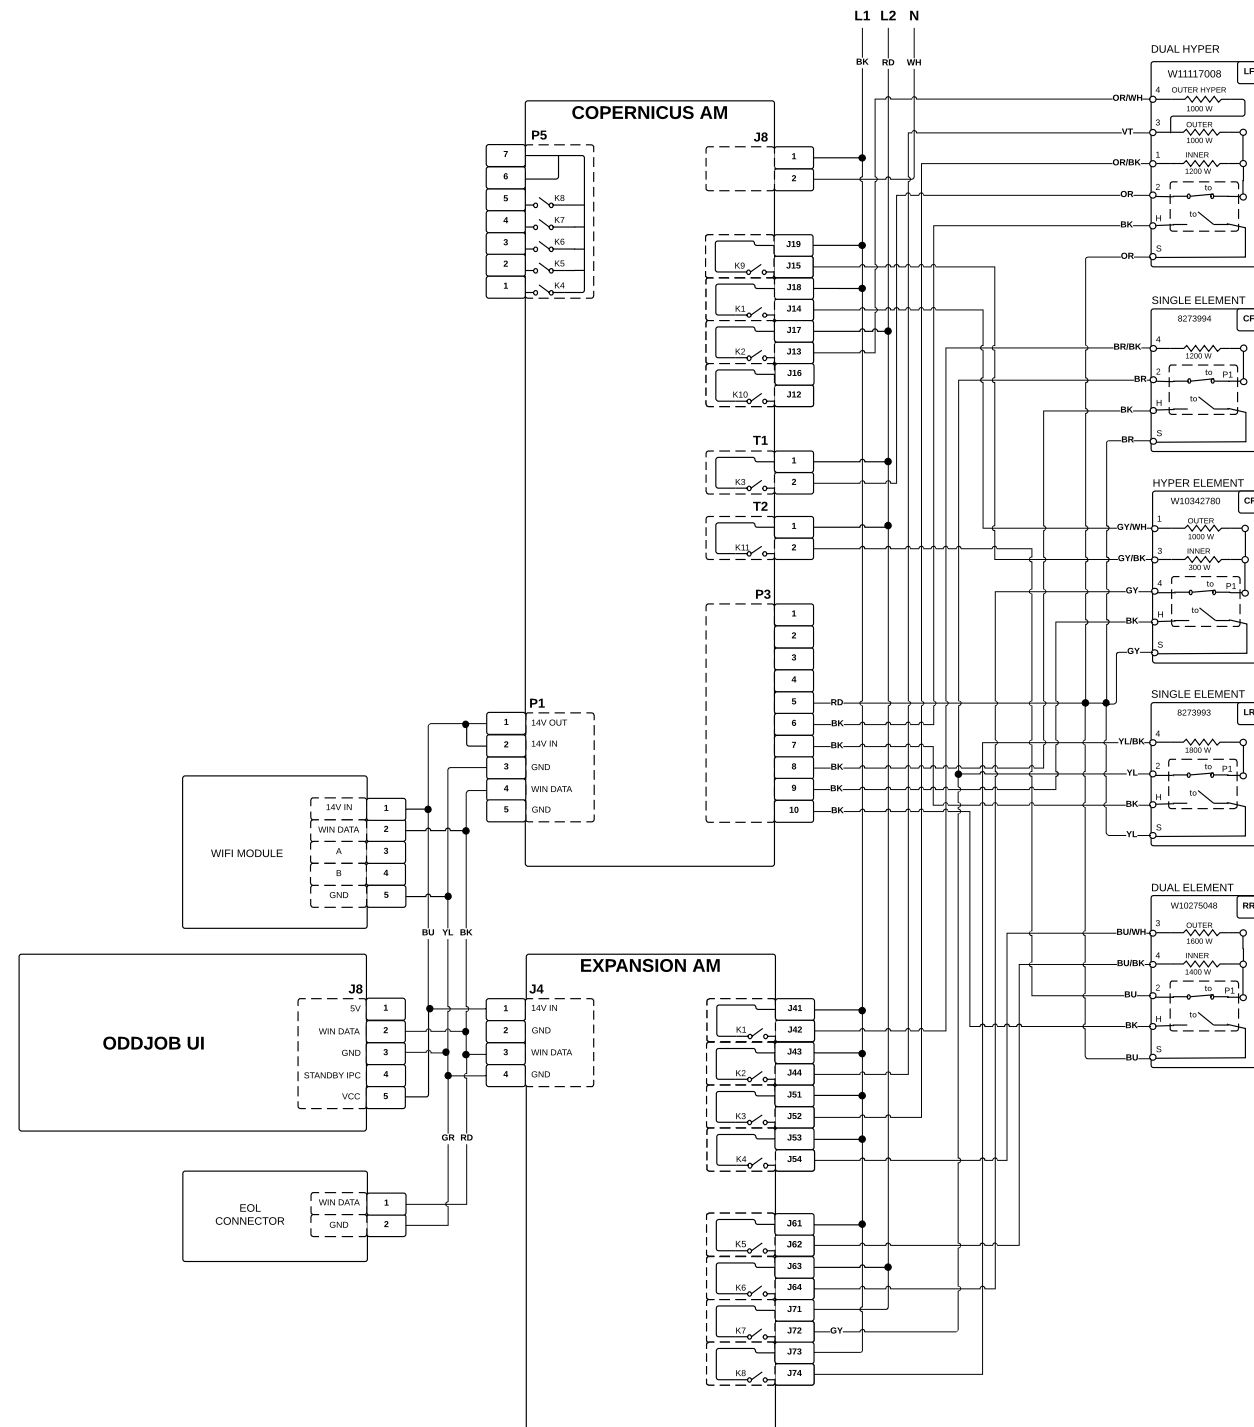 L1 L2 N
BK RD WH
COPERNICUS AM
P5
7
6
5 K8
4 K7
3 K6
2 K5
1 K4
J8
1
2
J19
K9 J15
J18
K1 J14
J17
K2 J13
J16
K10 J12
T1
1
K3 2
T2
1
K11 2
P3
1
2
3
4
5 RD
6 BK
7 BK
8 BK
9 BK
10 BK
P1
1 14V OUT
2 14V IN
3 GND
4 WIN DATA
5 GND
WIFI MODULE
14V IN 1
WIN DATA 2
A 3
B 4
GND 5
BU YL BK
ODDJOB UI
J8
5V 1
WIN DATA 2
GND 3
STANDBY IPC 4
VCC 5
GR RD
EOL
CONNECTOR
WIN DATA 1
GND 2
EXPANSION AM
J4
1 14V IN
2 GND
3 WIN DATA
4 GND
J41
K1 J42
J43
K2 J44
J51
K3 J52
J53
K4 J54
J61
K5 J62
J63
K6 J64
J71
K7 J72 GY
J73
K8 J74
DUAL HYPER
W11117008 LF
OR/WH 4 OUTER HYPER
1000 W
VT 3 OUTER
1000 W
OR/BK 1 INNER
1200 W
OR 2 to
BK H to
OR S
SINGLE ELEMENT
8273994
BR/BK 4
1200 W
BR 2 to P1
BK H to
BR S
HYPER ELEMENT
W10342780
GY/WH 1 OUTER
1000 W
GY/BK 3 INNER
300 W
GY 4 to P1
BK H to
GY S
SINGLE ELEMENT
8273993 LR
YL/BK 4
1800 W
YL 2 to P1
BK H to
YL S
DUAL ELEMENT
W10275048 RR
BU/WH 3 OUTER
1600 W
BU/BK 4 INNER
1400 W
BU 2 to P1
BK H to
BU S